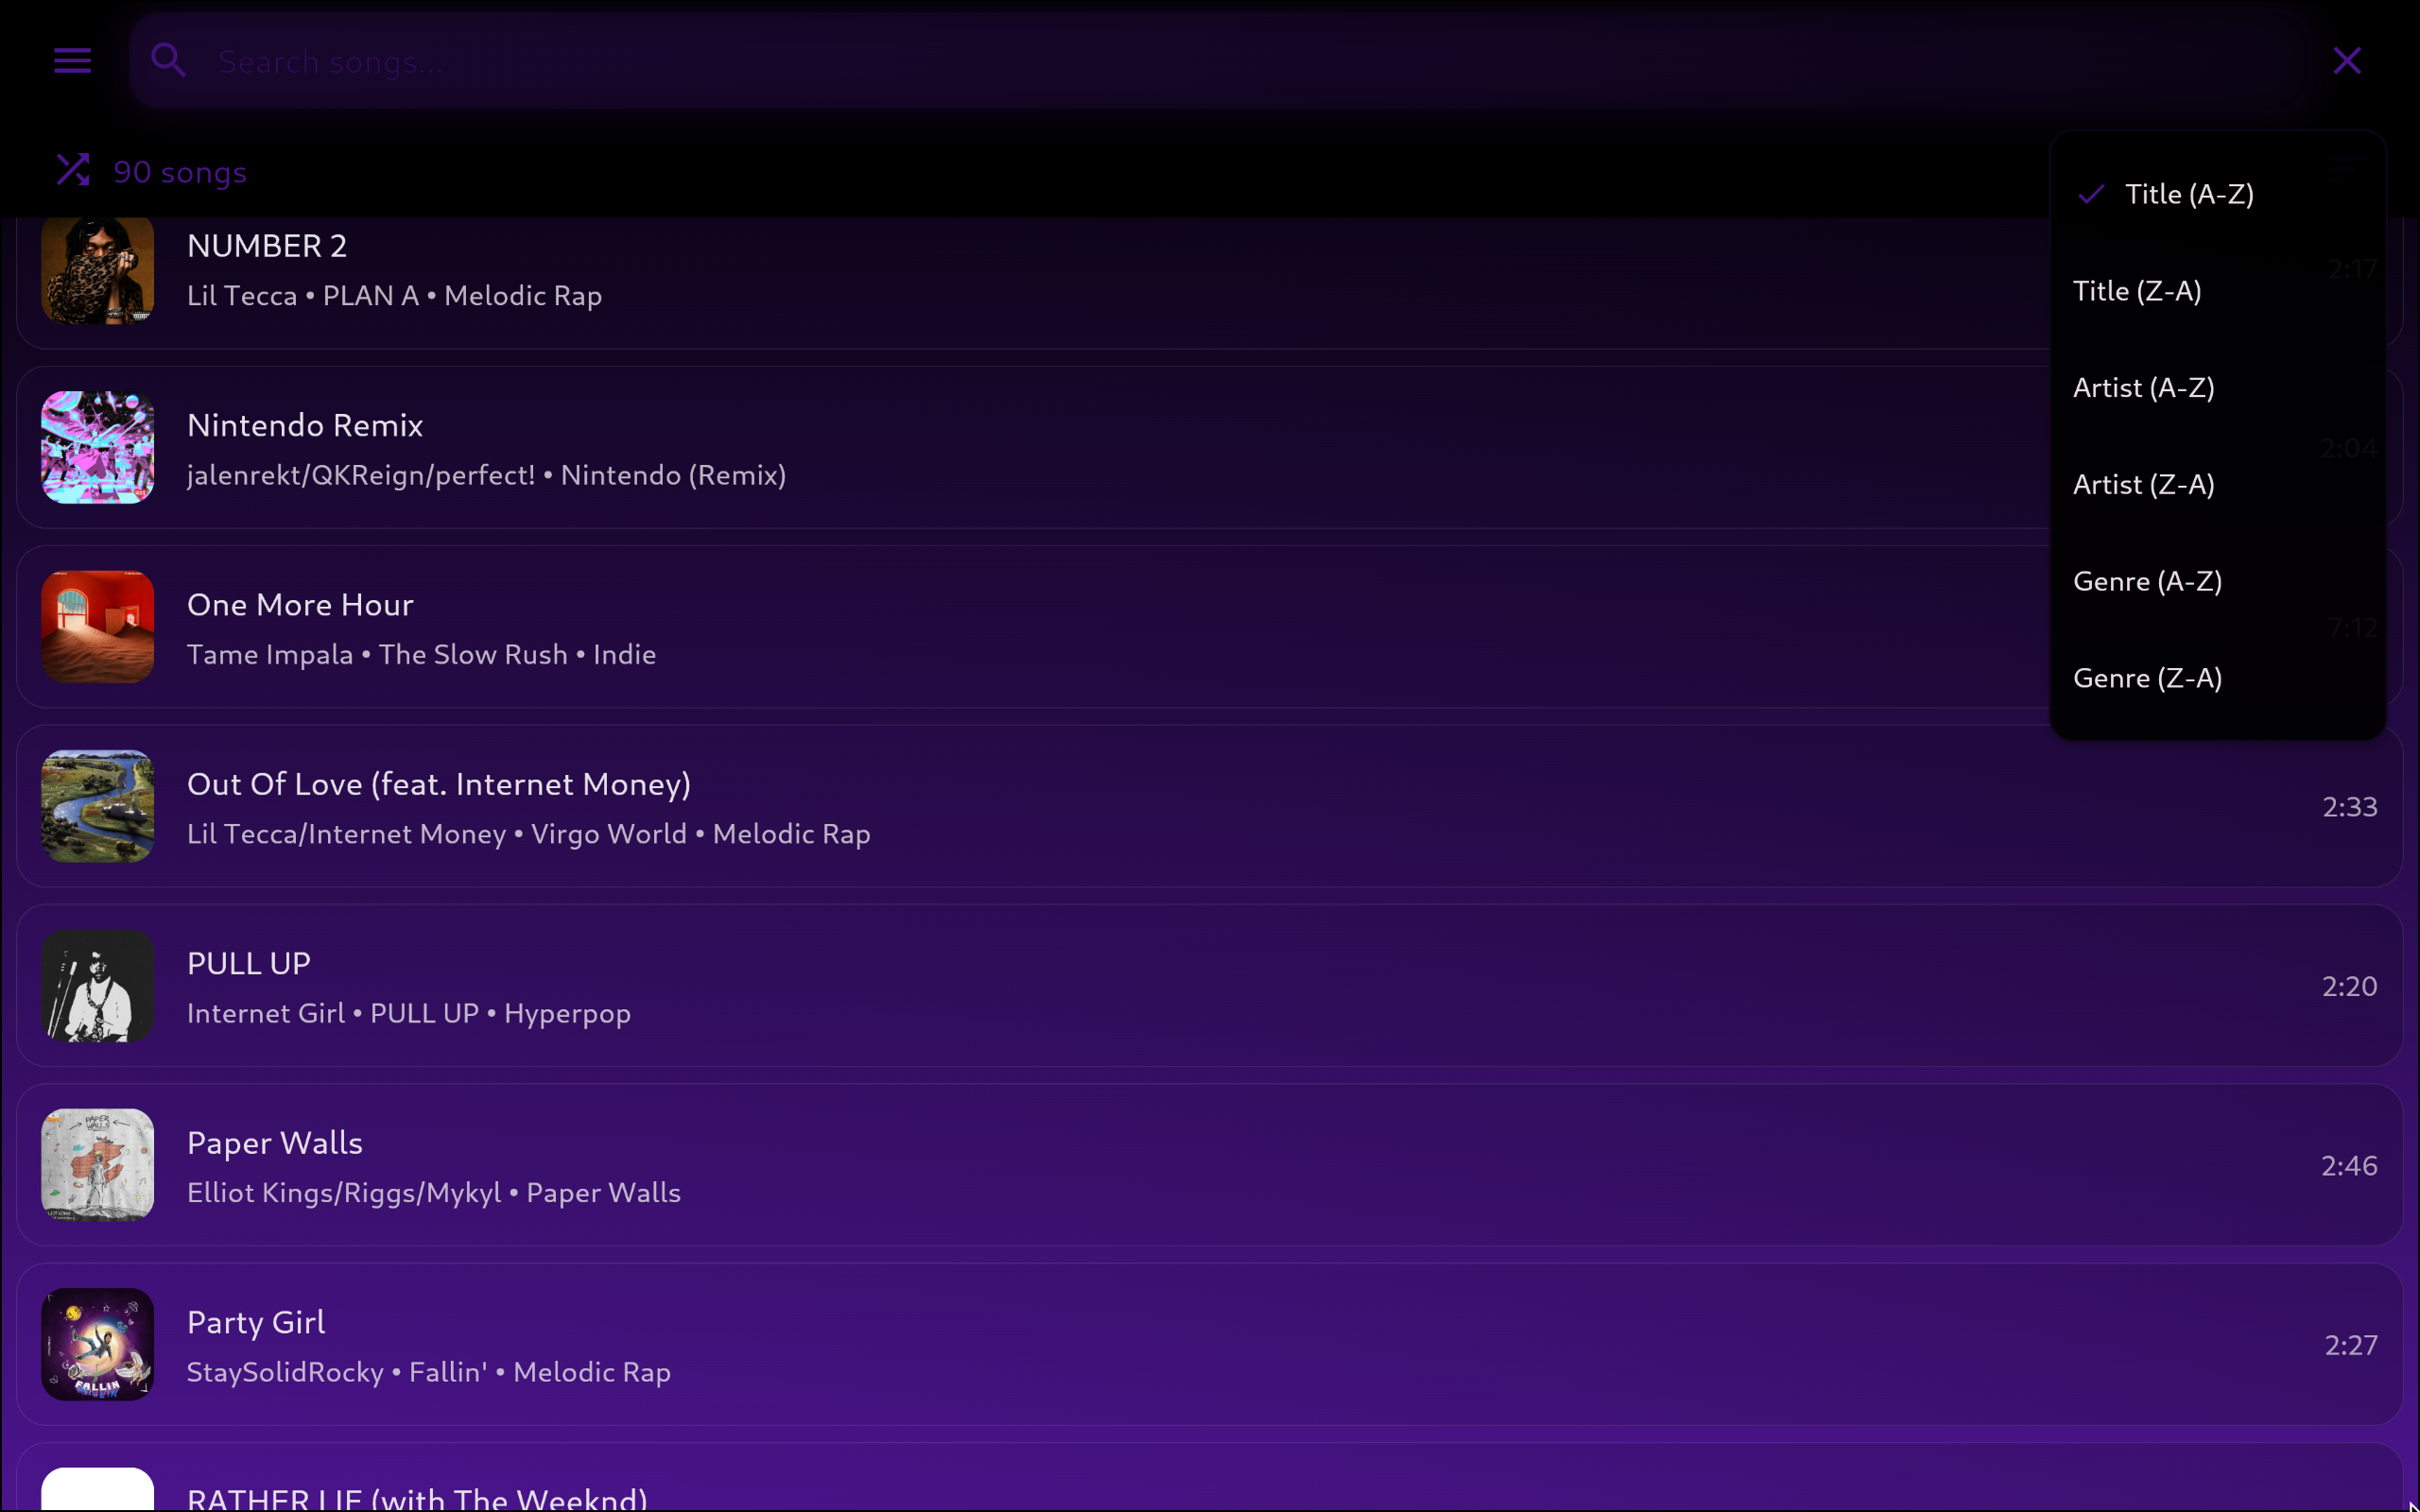 Search songs...
90 songs
Title (A-Z)
Title (Z-A)
Artist (A-Z)
Artist (Z-A)
Genre (A-Z)
Genre (Z-A)
NUMBER 2
Lil Tecca • PLAN A • Melodic Rap
2:17
Nintendo Remix
jalenrekt/QKReign/perfect! • Nintendo (Remix)
2:04
One More Hour
Tame Impala • The Slow Rush • Indie
7:12
Out Of Love (feat. Internet Money)
Lil Tecca/Internet Money • Virgo World • Melodic Rap
2:33
PULL UP
Internet Girl • PULL UP • Hyperpop
2:20
PAPER
WALLS
Paper Walls
Elliot Kings/Riggs/Mykyl • Paper Walls
2:46
FALLIN
Party Girl
StaySolidRocky • Fallin' • Melodic Rap
2:27
RATHER LIE (with The Weeknd)